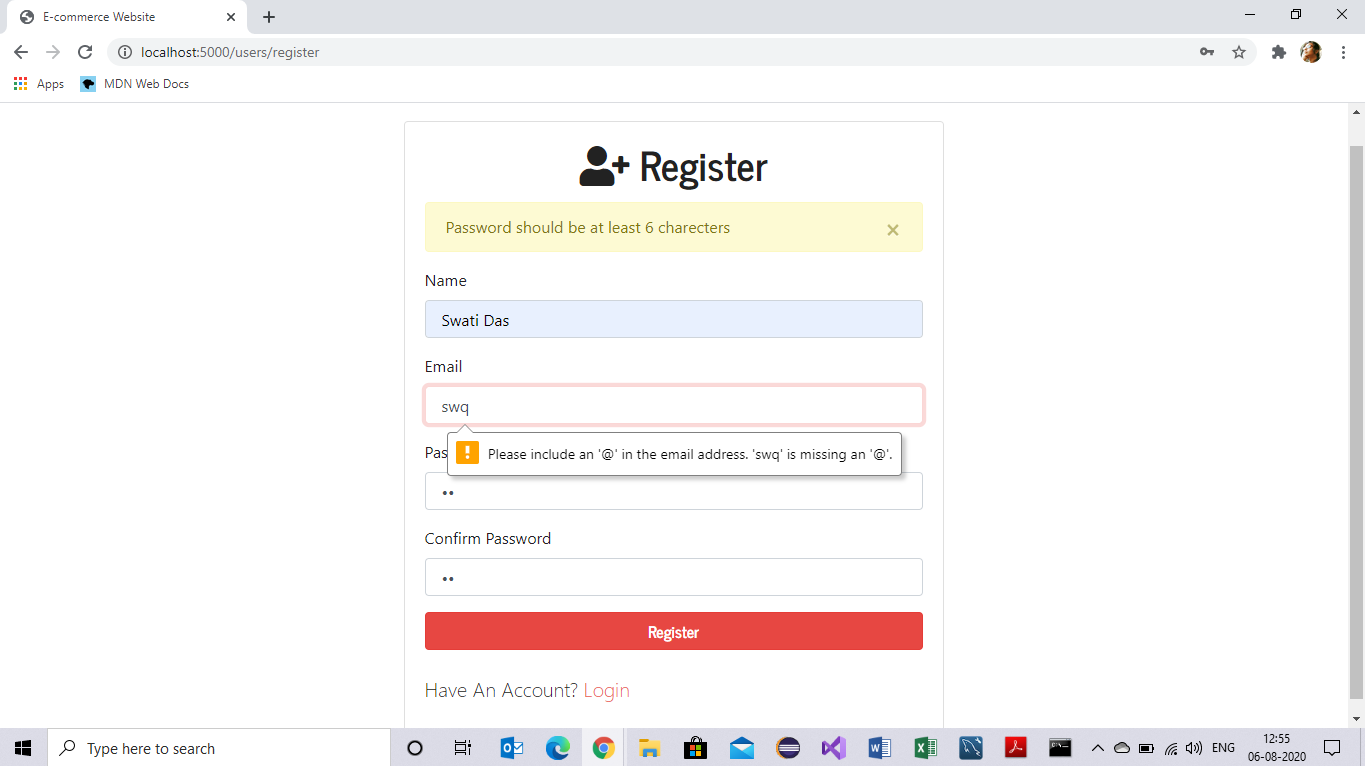 E-commerce Website
localhost:5000/users/register
Apps MDN Web Docs
Register
Password should be at least 6 charecters
Name
Swati Das
Email
swq
Please include an '@' in the email address. 'swq' is missing an '@'.
Pas
••
Confirm Password
••
Register
Have An Account? Login
Type here to search
ENG
12:55
06-08-2020